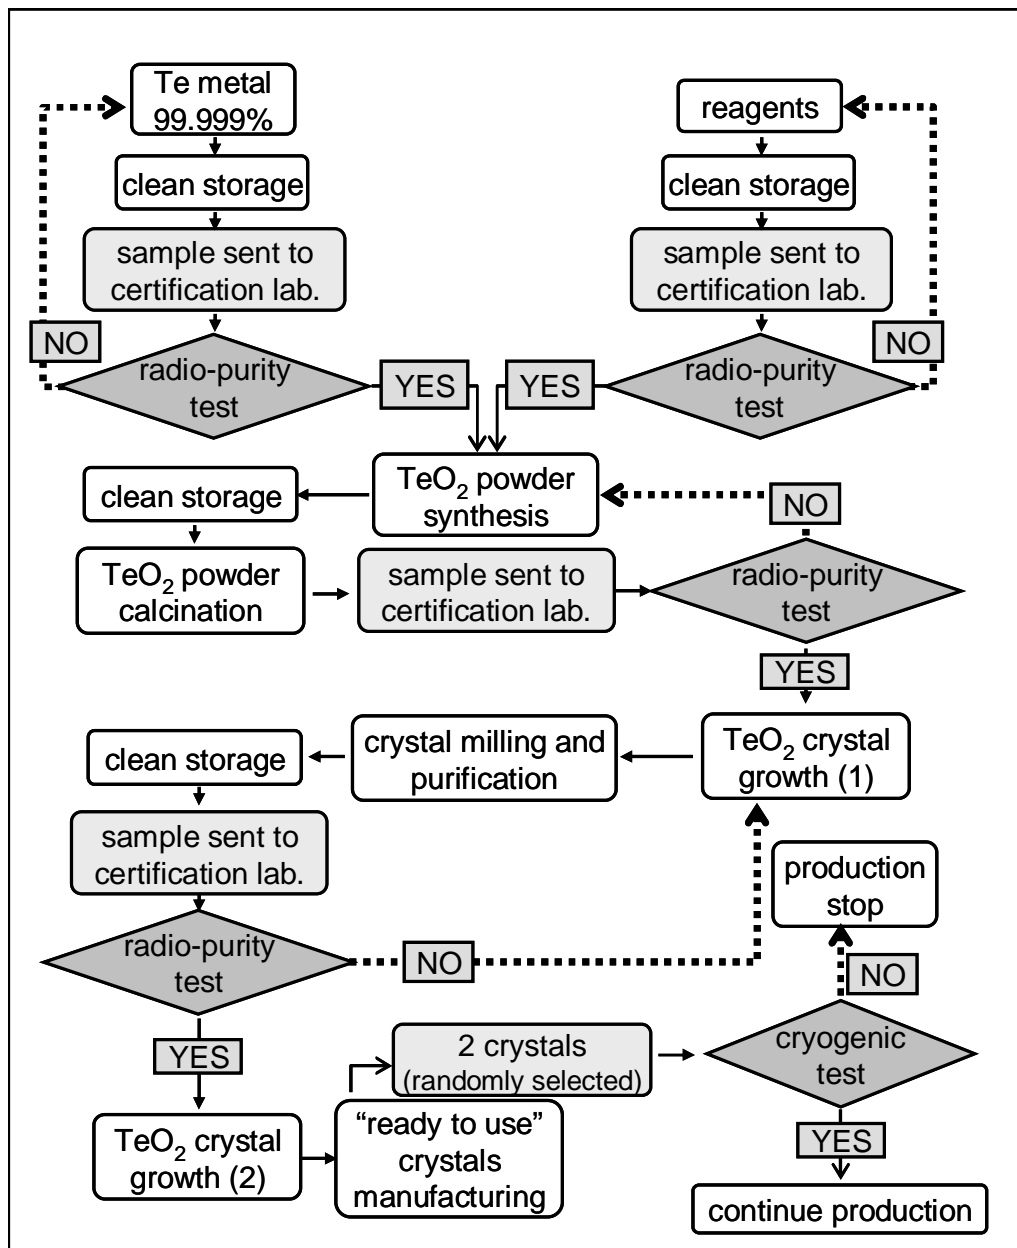 Te metal
99.999%
clean storage
sample sent to
certification lab.
NO
radio-purity
test
YES
reagents
clean storage
sample sent to
certification lab.
NO
radio-purity
test
YES
TeO2 powder
synthesis
clean storage
TeO2 powder
calcination
sample sent to
certification lab.
NO
radio-purity
test
YES
TeO2 crystal
growth (1)
crystal milling and
purification
clean storage
sample sent to
certification lab.
radio-purity
test
NO
YES
TeO2 crystal
growth (2)
“ready to use”
crystals
manufacturing
2 crystals
(randomly selected)
cryogenic
test
NO
production
stop
YES
continue production